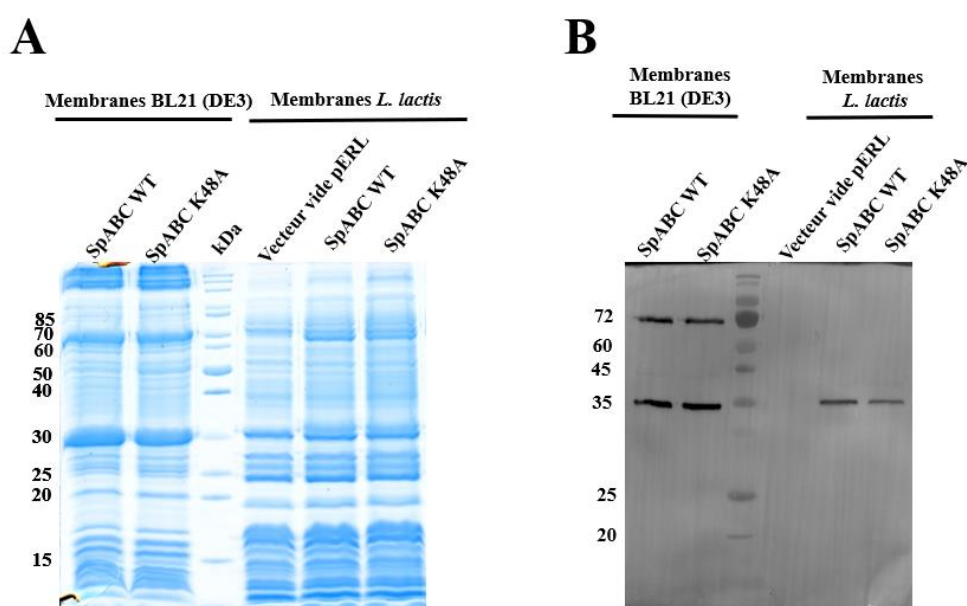 A
Membranes BL21 (DE3)
Membranes L. lactis
SpABC WT
SpABC K48A
kDa
Vecteur vide pERL
SpABC WT
SpABC K48A
85
70
60
50
40
30
25
20
15
B
Membranes
BL21 (DE3)
Membranes
L. lactis
SpABC WT
SpABC K48A
Vecteur vide pERL
SpABC WT
SpABC K48A
72
60
45
35
25
20